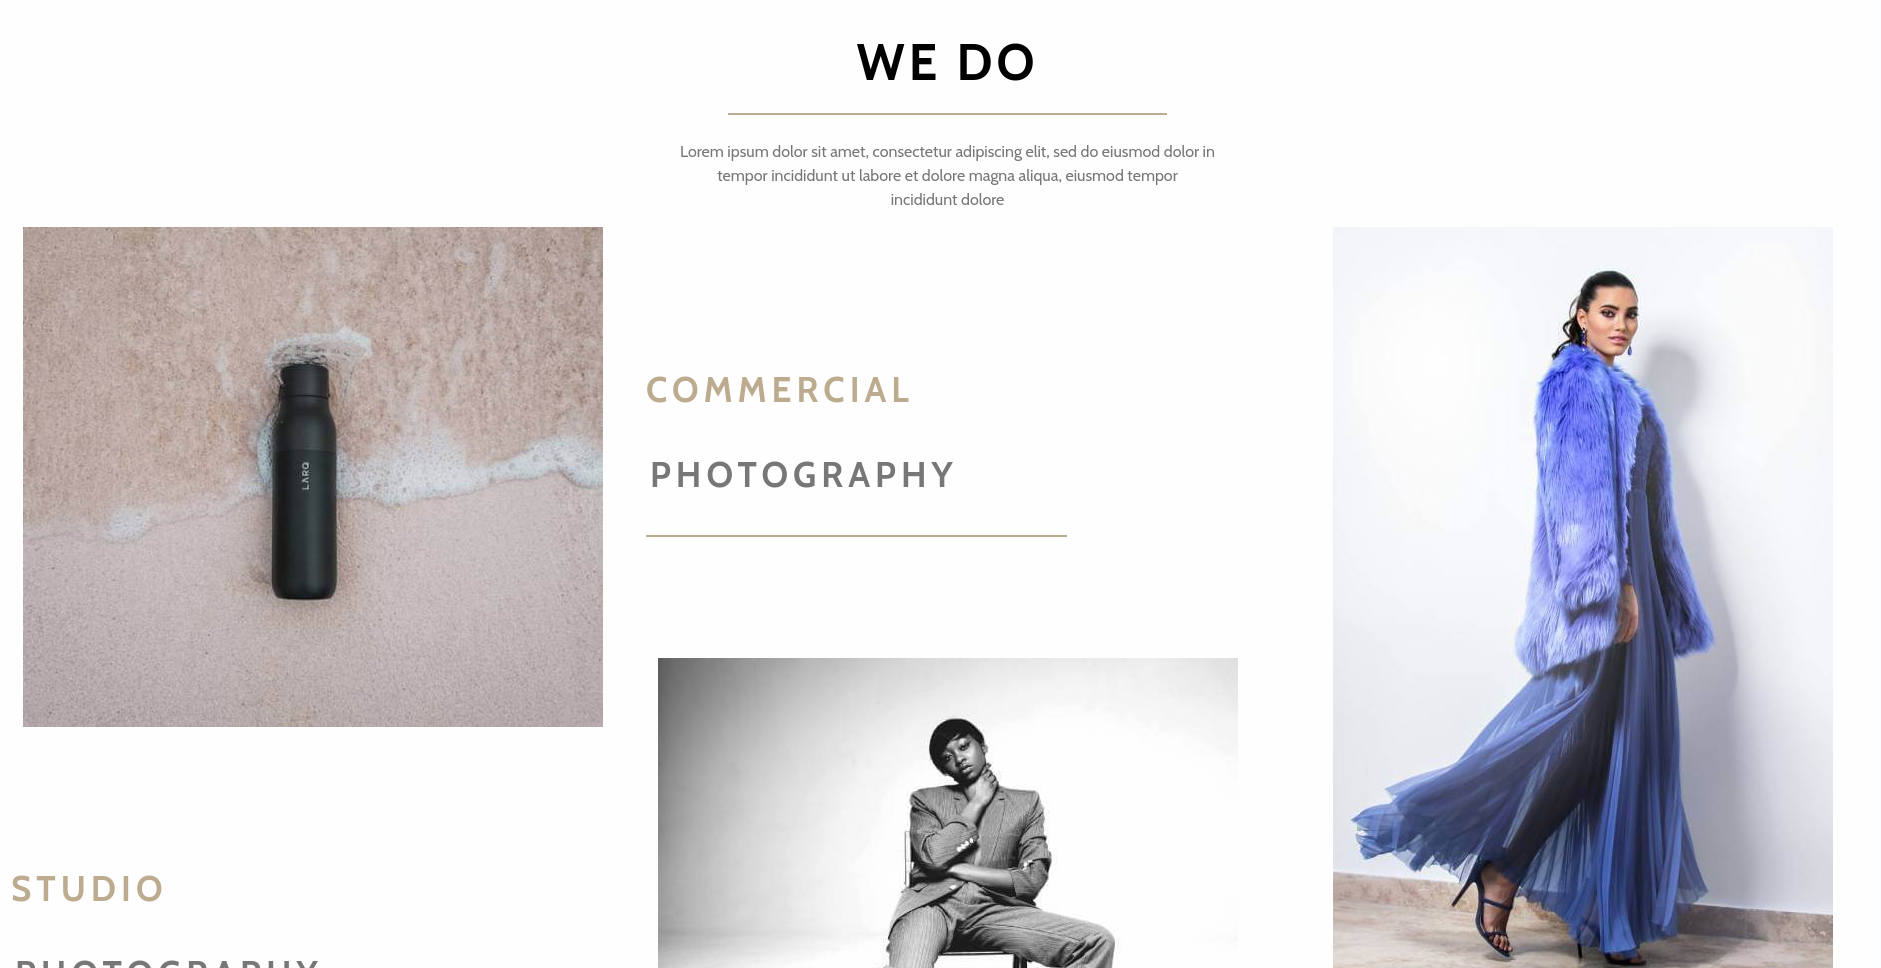 WE DO
Lorem ipsum dolor sit amet, consectetur adipiscing elit, sed do eiusmod dolor in
tempor incididunt ut labore et dolore magna aliqua, eiusmod tempor
incididunt dolore
LARQ
COMMERCIAL
PHOTOGRAPHY
STUDIO
PHOTOGRAPHY